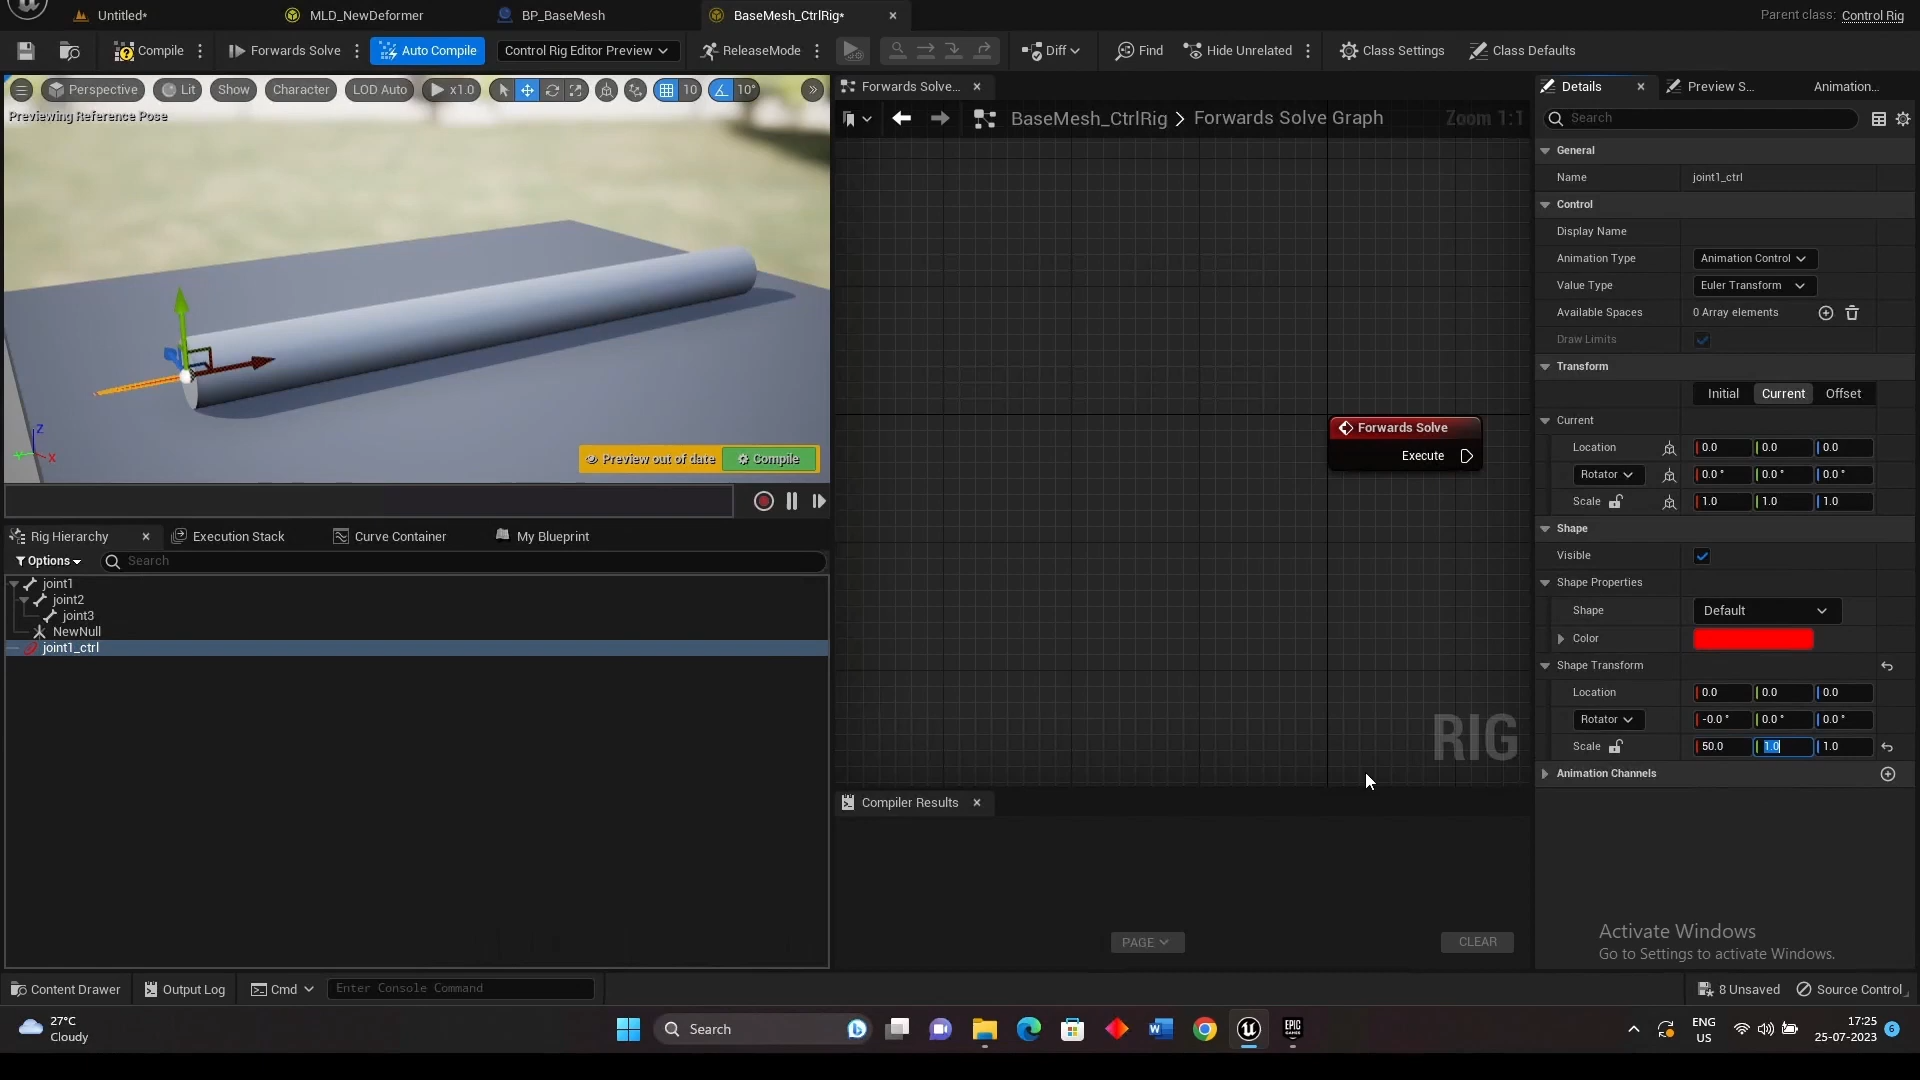 Untitled*
MLD_NewDeformer
BP_BaseMesh
BaseMesh_CtrlRig*
Parent class: Control Rig
Compile
Forwards Solve
Auto Compile
Control Rig Editor Preview
ReleaseMode
Diff
Find
Hide Unrelated
Class Settings
Class Defaults
Perspective
Lit
Show
Character
LOD Auto
x1.0
10
10°
Previewing Reference Pose
Z
X
Preview out of date
Compile
Forwards Solve...
BaseMesh_CtrlRig > Forwards Solve Graph
Zoom 1:1
Forwards Solve
Execute
RIG
Rig Hierarchy
Execution Stack
Curve Container
My Blueprint
Options
Search
joint1
joint2
joint3
NewNull
joint1_ctrl
Compiler Results
PAGE
CLEAR
Details
Preview S...
Animation...
Search
General
Name
joint1_ctrl
Control
Display Name
Animation Type
Animation Control
Value Type
Euler Transform
Available Spaces
0 Array elements
Draw Limits
Transform
Initial
Current
Offset
Current
Location
0.0
0.0
0.0
Rotator
0.0 °
0.0 °
0.0 °
Scale
1.0
1.0
1.0
Shape
Visible
Shape Properties
Shape
Default
Color
Shape Transform
Location
0.0
0.0
0.0
Rotator
-0.0 °
0.0 °
0.0 °
Scale
50.0
1.0
1.0
Animation Channels
Activate Windows
Go to Settings to activate Windows.
Content Drawer
Output Log
Cmd
Enter Console Command
8 Unsaved
Source Control
27°C
Cloudy
Search
EPIC
GAMES
ENG
US
17:25
25-07-2023
6